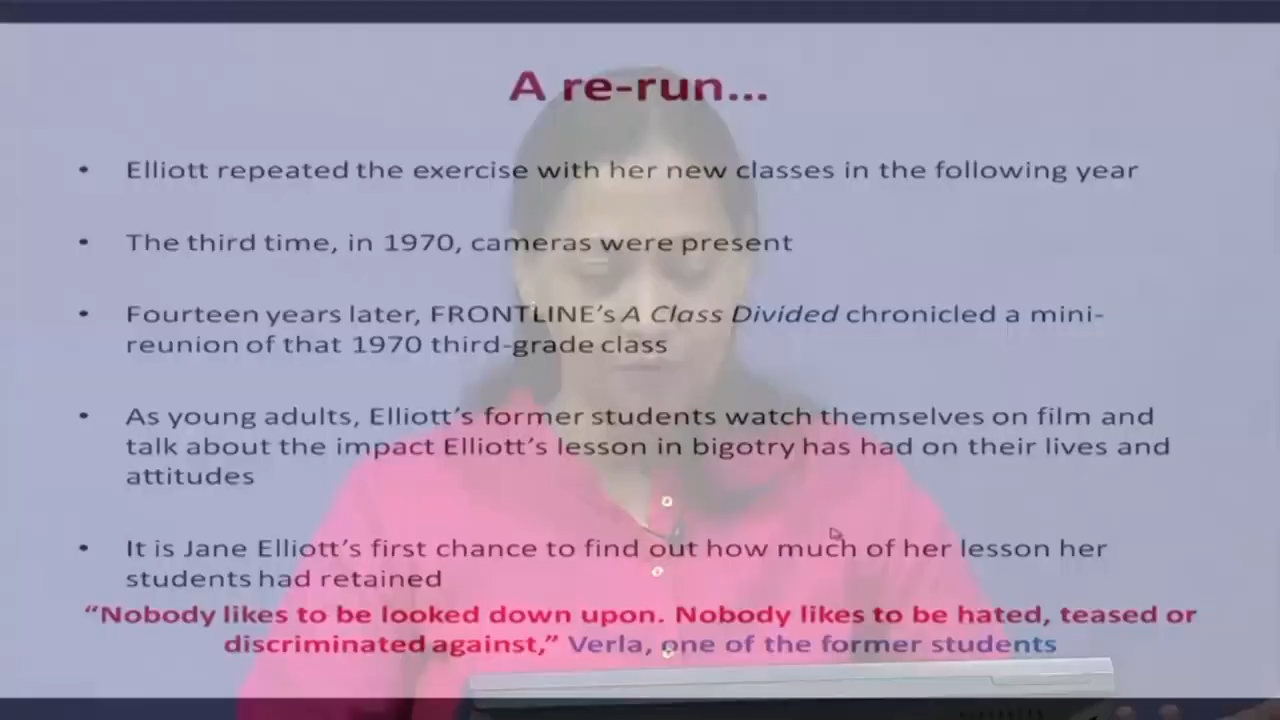 A re-run...
• Elliott repeated the exercise with her new classes in the following year
• The third time, in 1970, cameras were present
• Fourteen years later, FRONTLINE's A Class Divided chronicled a mini-
reunion of that 1970 third-grade class
• As young adults, Elliott's former students watch themselves on film and
talk about the impact Elliott's lesson in bigotry has had on their lives and
attitudes
• It is Jane Elliott's first chance to find out how much of her lesson her
students had retained
“Nobody likes to be looked down upon. Nobody likes to be hated, teased or
discriminated against,” Verla, one of the former students